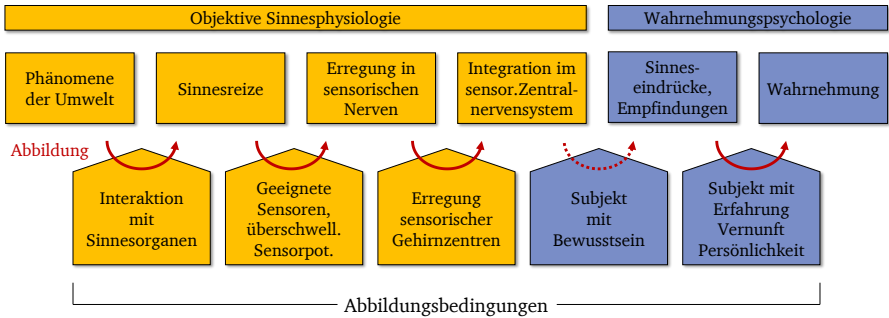 Objektive Sinnesphysiologie
Wahrnehmungspsychologie
Phänomene
der Umwelt
Sinnesreize
Erregung in
sensorischen
Nerven
Integration im
sensor.Zentral-
nervensystem
Sinnes-
eindrücke,
Empfindungen
Wahrnehmung
Abbildung
Interaktion
mit
Sinnesorganen
Geeignete
Sensoren,
überschwell.
Sensorpot.
Erregung
sensorischer
Gehirnzentren
Subjekt
mit
Bewusstsein
Subjekt mit
Erfahrung
Vernunft
Persönlichkeit
Abbildungsbedingungen